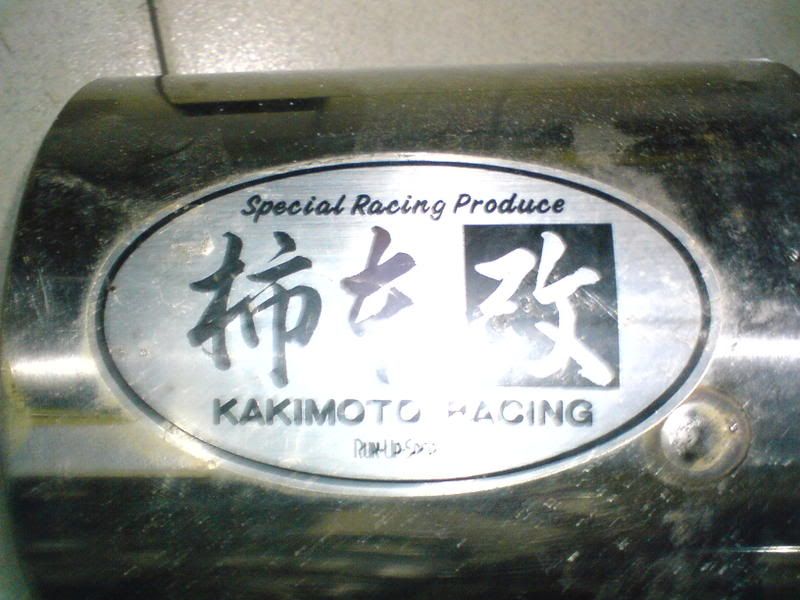 Special Racing Produce
柿本改
KAKIMOTO RACING